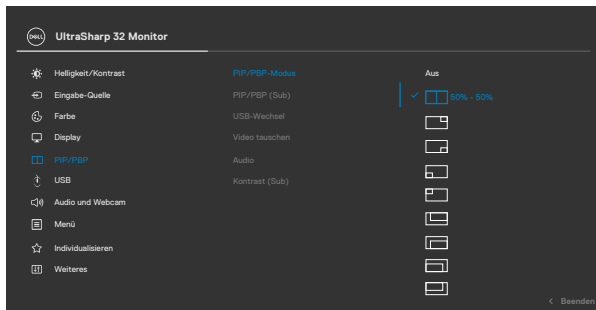 DELL UltraSharp 32 Monitor
Helligkeit/Kontrast PIP/PBP-Modus Aus
Eingabe-Quelle PIP/PBP (Sub) 50% - 50%
Farbe USB-Wechsel
Display Video tauschen
PIP/PBP Audio
USB Kontrast (Sub)
Audio und Webcam
Menü
Individualisieren
Weiteres
Beenden